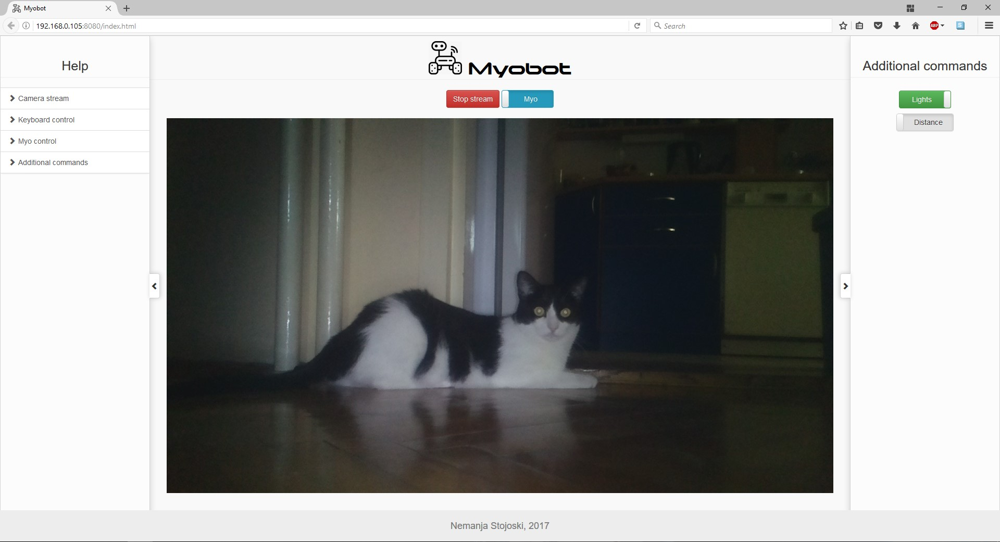 Myobot
192.168.0.105:8080/index.html
Search
ABP
S
Help
Camera stream
Keyboard control
Myo control
Additional commands
Myobot
Stop stream
Myo
Additional commands
Lights
Distance
Nemanja Stojoski, 2017